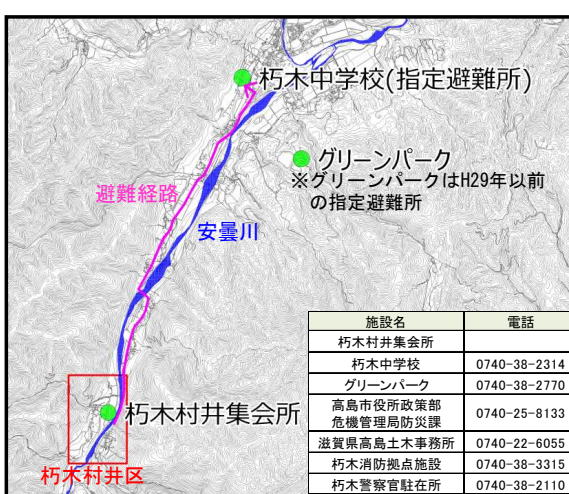 朽木中学校(指定避難所)
グリーンパーク
※グリーンパークはH29年以前
の指定避難所
避難経路
安曇川
施設名 電話
朽木村井集会所
朽木中学校 0740-38-2314
グリーンパーク 0740-38-2770
高島市役所政策部
危機管理局防災課 0740-25-8133
滋賀県高島土木事務所 0740-22-6055
朽木消防拠点施設 0740-38-3315
朽木警察官駐在所 0740-38-2110
朽木村井集会所
朽木村井区